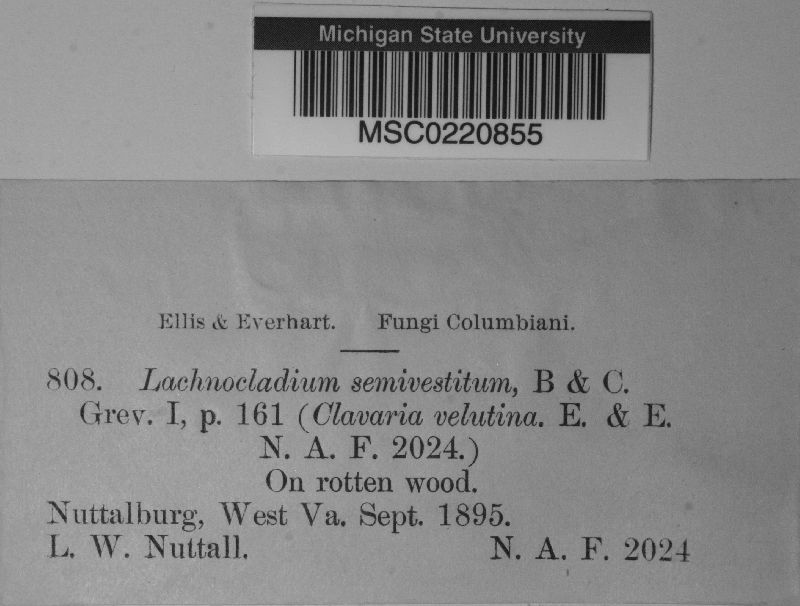 Michigan State University
MSC0220855
Ellis & Everhart. Fungi Columbiani.
808. Lachnocladium semivestitum, B & C.
Grev. I, p. 161 (Clavaria velutina. E. & E.
N. A. F. 2024.)
On rotten wood.
Nuttalburg, West Va. Sept. 1895.
L. W. Nuttall. N. A. F. 2024